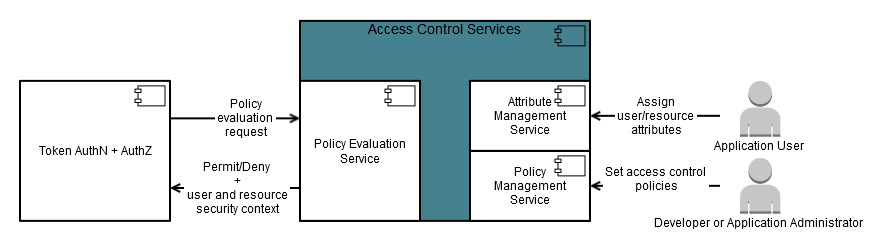 Access Control Services
Token AuthN + AuthZ
Policy
evaluation
request
Permit/Deny
+
user and resource
security context
Policy Evaluation
Service
Attribute
Management
Service
Policy
Management
Service
Assign
user/resource
attributes
Set access control
policies
Application User
Developer or Application Administrator